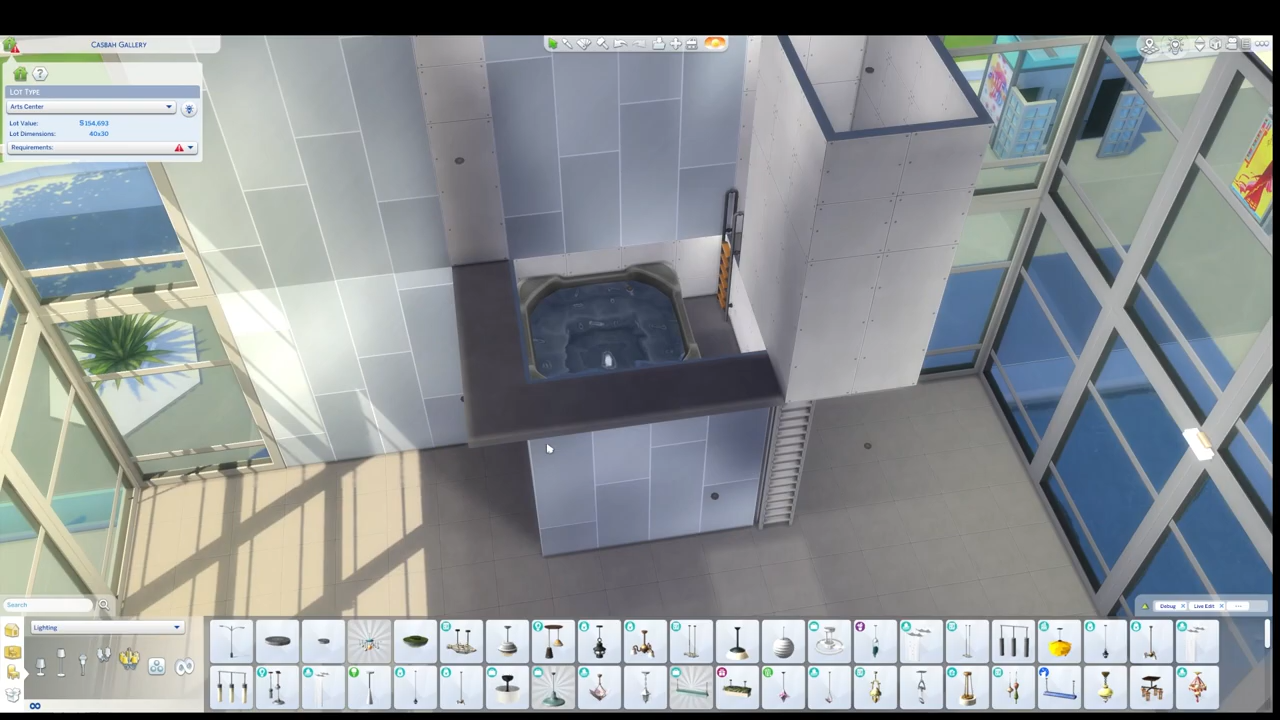 CASBAH GALLERY
LOT TYPE
Arts Center
Lot Value: §154,693
Lot Dimensions: 40x30
Requirements:
Search
Debug
Live Edit
Lighting